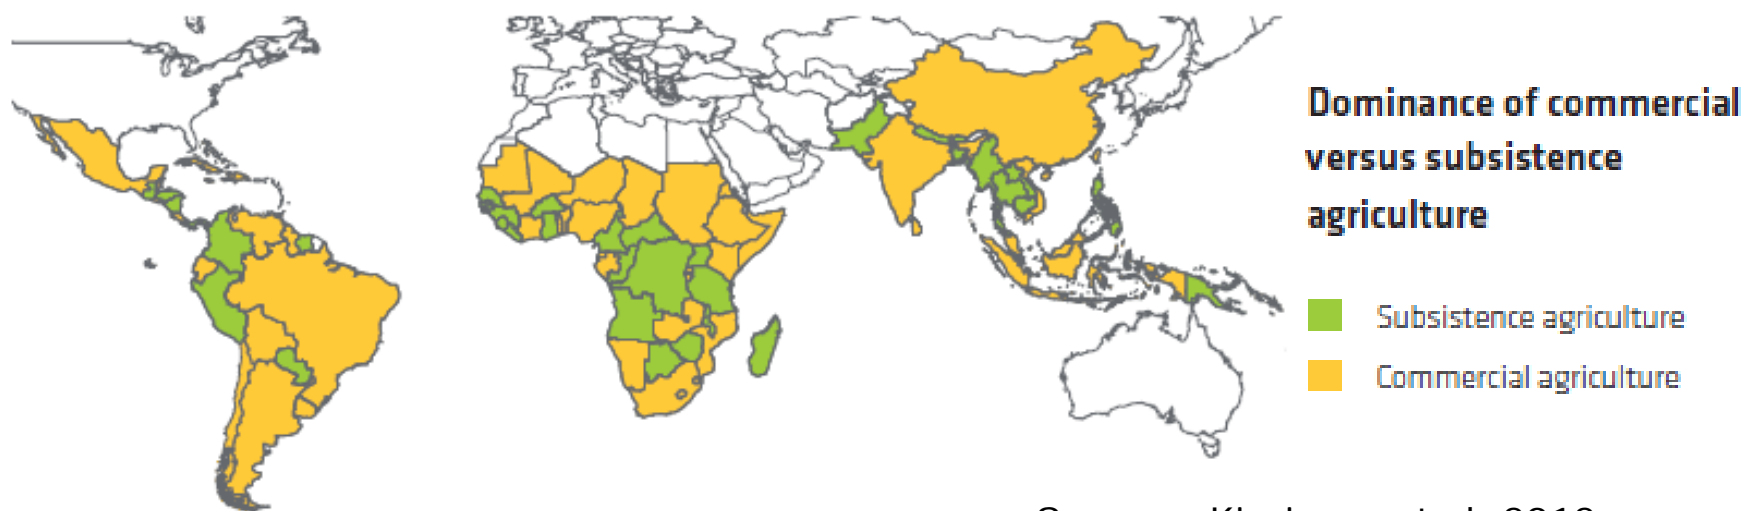 Dominance of commercial
versus subsistence
agriculture
Subsistence agriculture
Commercial agriculture